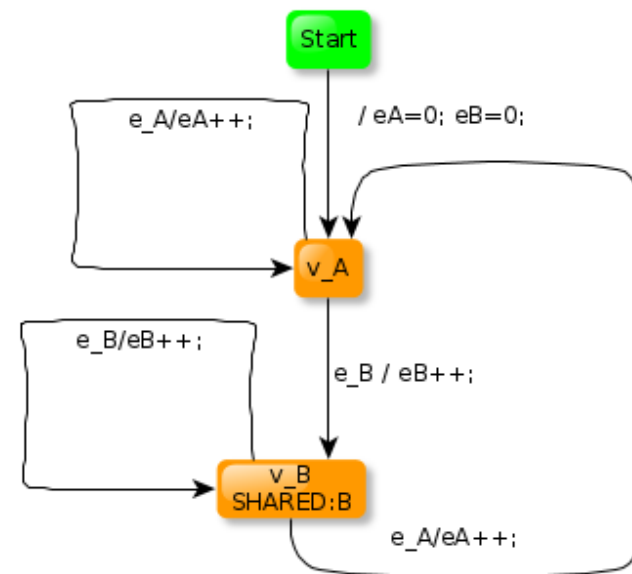 Start
/ eA=0; eB=0;
e_A/eA++;
v_A
e_B/eB++;
e_B / eB++;
v_B
SHARED:B
e_A/eA++;